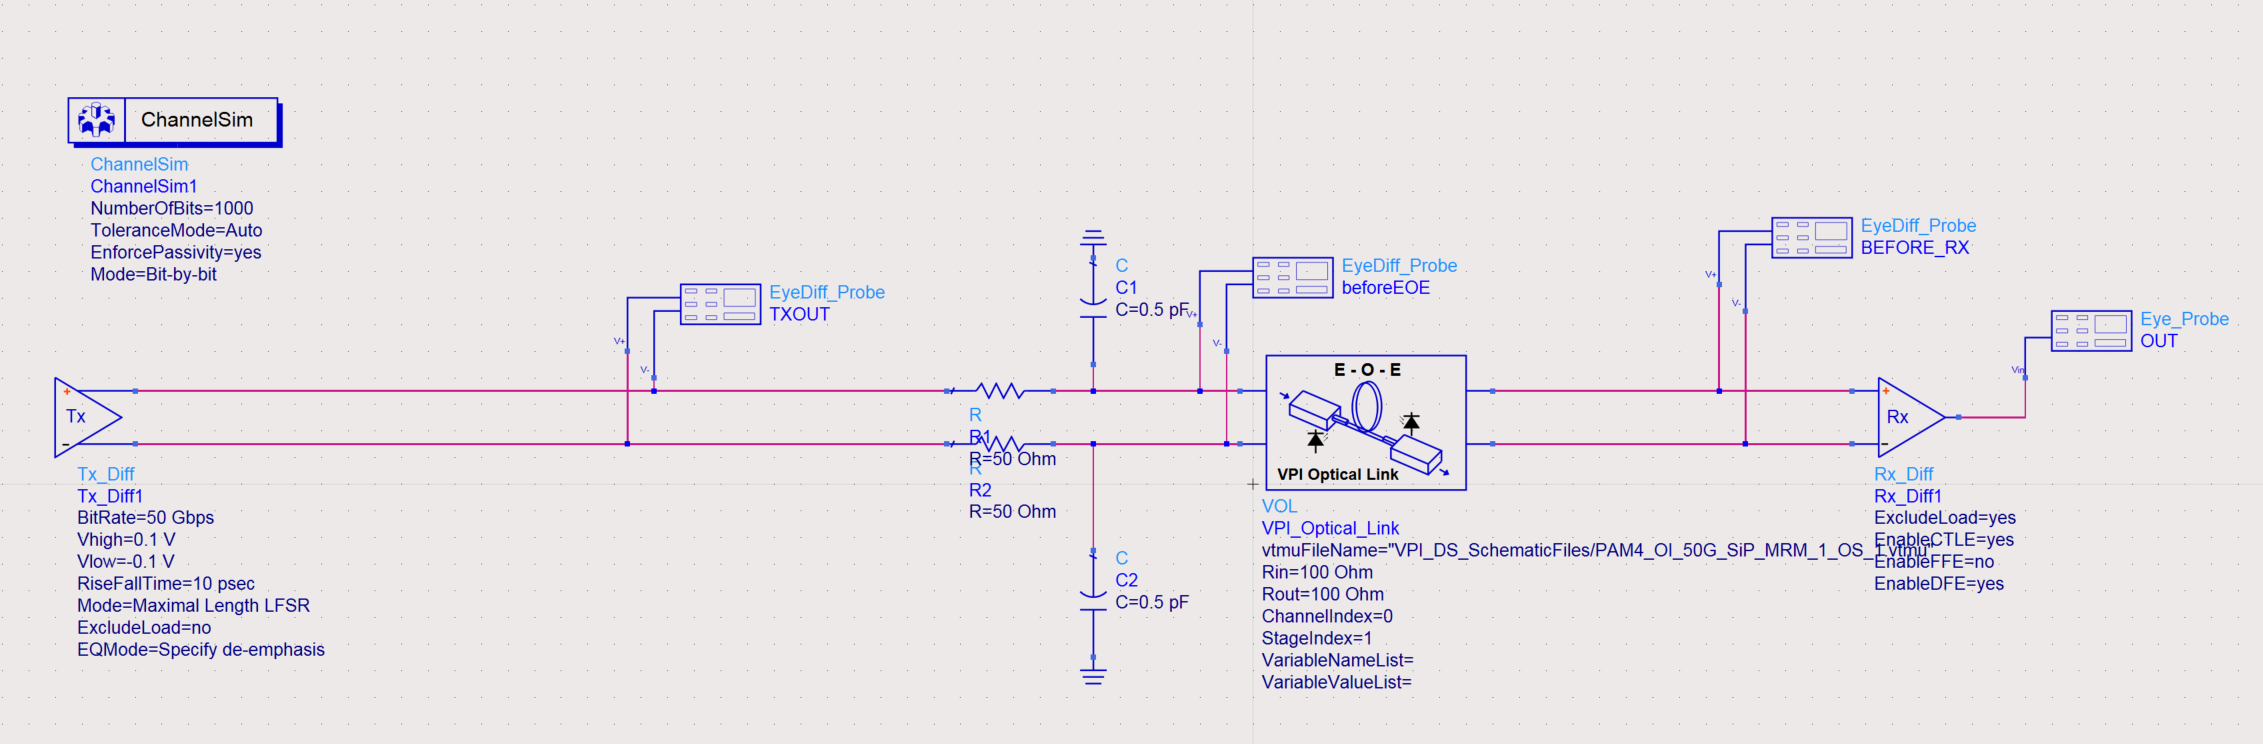 ChannelSim
ChannelSim
ChannelSim1
NumberOfBits=1000
ToleranceMode=Auto
EnforcePassivity=yes
Mode=Bit-by-bit
EyeDiff_Probe
TXOUT
V+
V-
C
C1
C=0.5 pF
EyeDiff_Probe
beforeEOE
V+
V-
EyeDiff_Probe
BEFORE_RX
V+
V-
Eye_Probe
OUT
Vin
+
Tx
−
Tx_Diff
Tx_Diff1
BitRate=50 Gbps
Vhigh=0.1 V
Vlow=-0.1 V
RiseFallTime=10 psec
Mode=Maximal Length LFSR
ExcludeLoad=no
EQMode=Specify de-emphasis
R
R1
R=50 Ohm
R
R2
R=50 Ohm
C
C2
C=0.5 pF
E - O - E
VPI Optical Link
VOL
VPI_Optical_Link
vtmuFileName="VPI_DS_SchematicFiles/PAM4_OI_50G_SiP_MRM_1_OS_1.vtmu"
Rin=100 Ohm
Rout=100 Ohm
ChannelIndex=0
StageIndex=1
VariableNameList=
VariableValueList=
+
Rx
−
Rx_Diff
Rx_Diff1
ExcludeLoad=yes
EnableCTLE=yes
EnableFFE=no
EnableDFE=yes